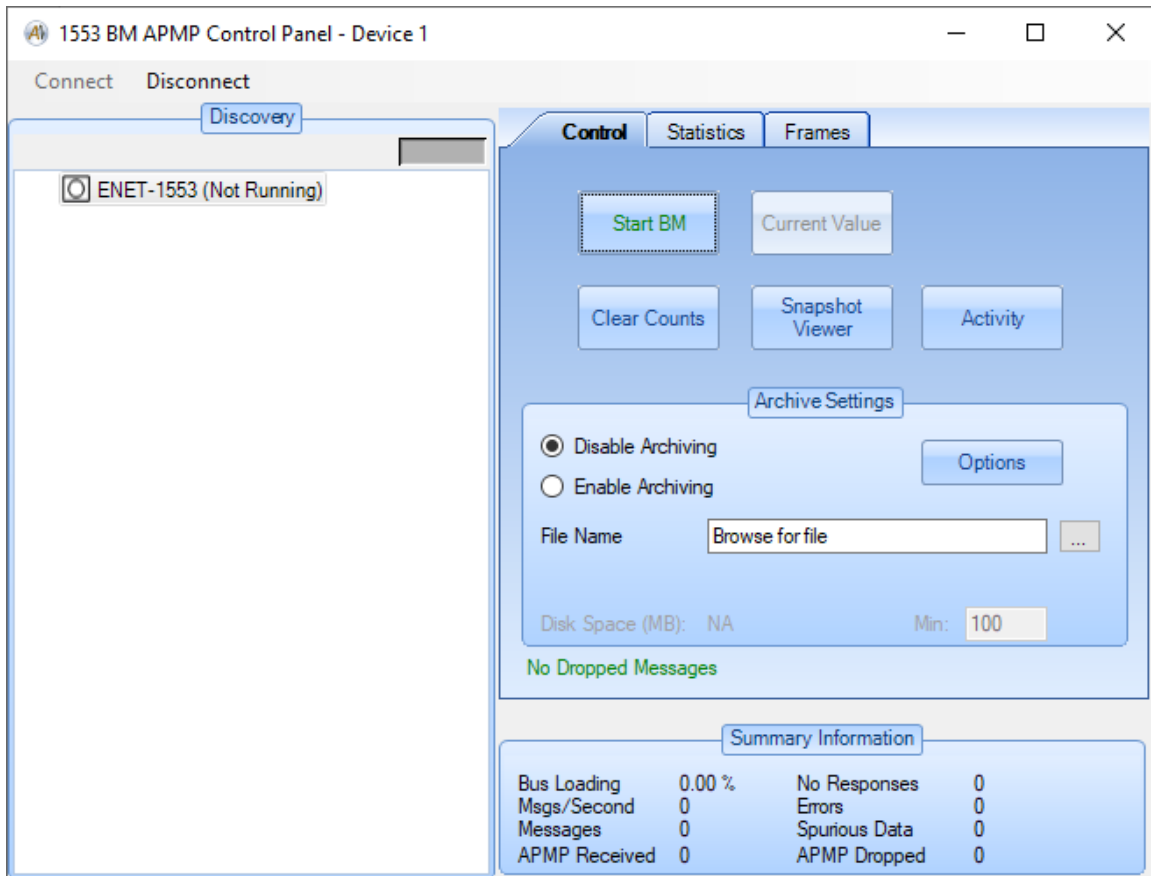 1553 BM APMP Control Panel - Device 1
Connect Disconnect
Discovery
ENET-1553 (Not Running)
Control Statistics Frames
Start BM Current Value
Clear Counts Snapshot Viewer Activity
Archive Settings
Disable Archiving
Options
Enable Archiving
File Name Browse for file ...
Disk Space (MB): NA Min: 100
No Dropped Messages
Summary Information
Bus Loading 0.00 % No Responses 0
Msgs/Second 0 Errors 0
Messages 0 Spurious Data 0
APMP Received 0 APMP Dropped 0